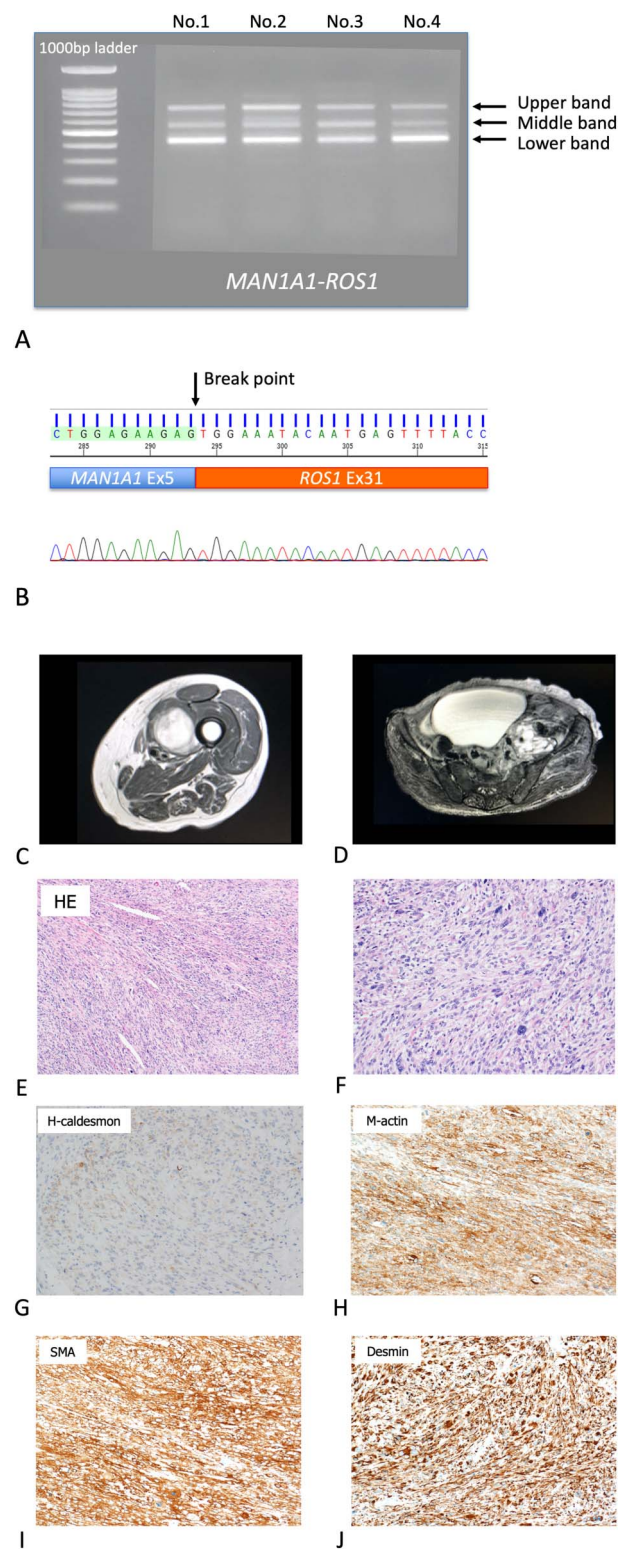 No.1 No.2 No.3 No.4
1000bp ladder
Upper band
Middle band
Lower band
MAN1A1-ROS1
A
Break point
C T G G A G A A G A G T G G A A A T A C A A T G A G T T T T A C C
285 290 295 300 305 310 315
MAN1A1 Ex5 ROS1 Ex31
B
C D
HE
E F
H-caldesmon M-actin
G H
SMA Desmin
I J